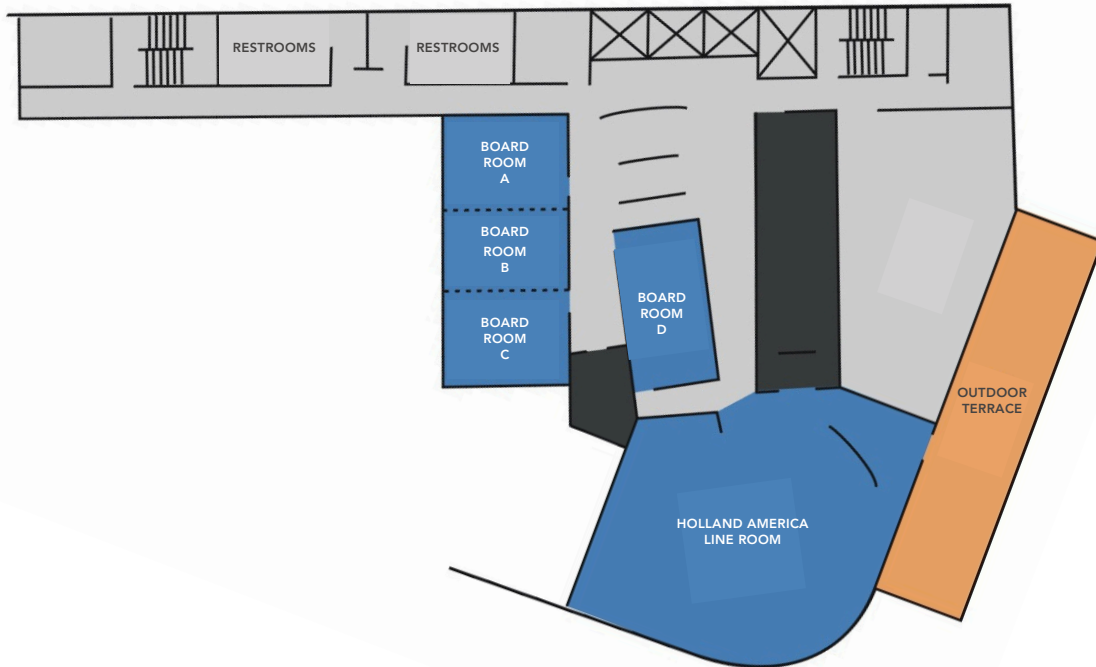 RESTROOMS
RESTROOMS
BOARD
ROOM
A
BOARD
ROOM
B
BOARD
ROOM
C
BOARD
ROOM
D
OUTDOOR
TERRACE
HOLLAND AMERICA
LINE ROOM